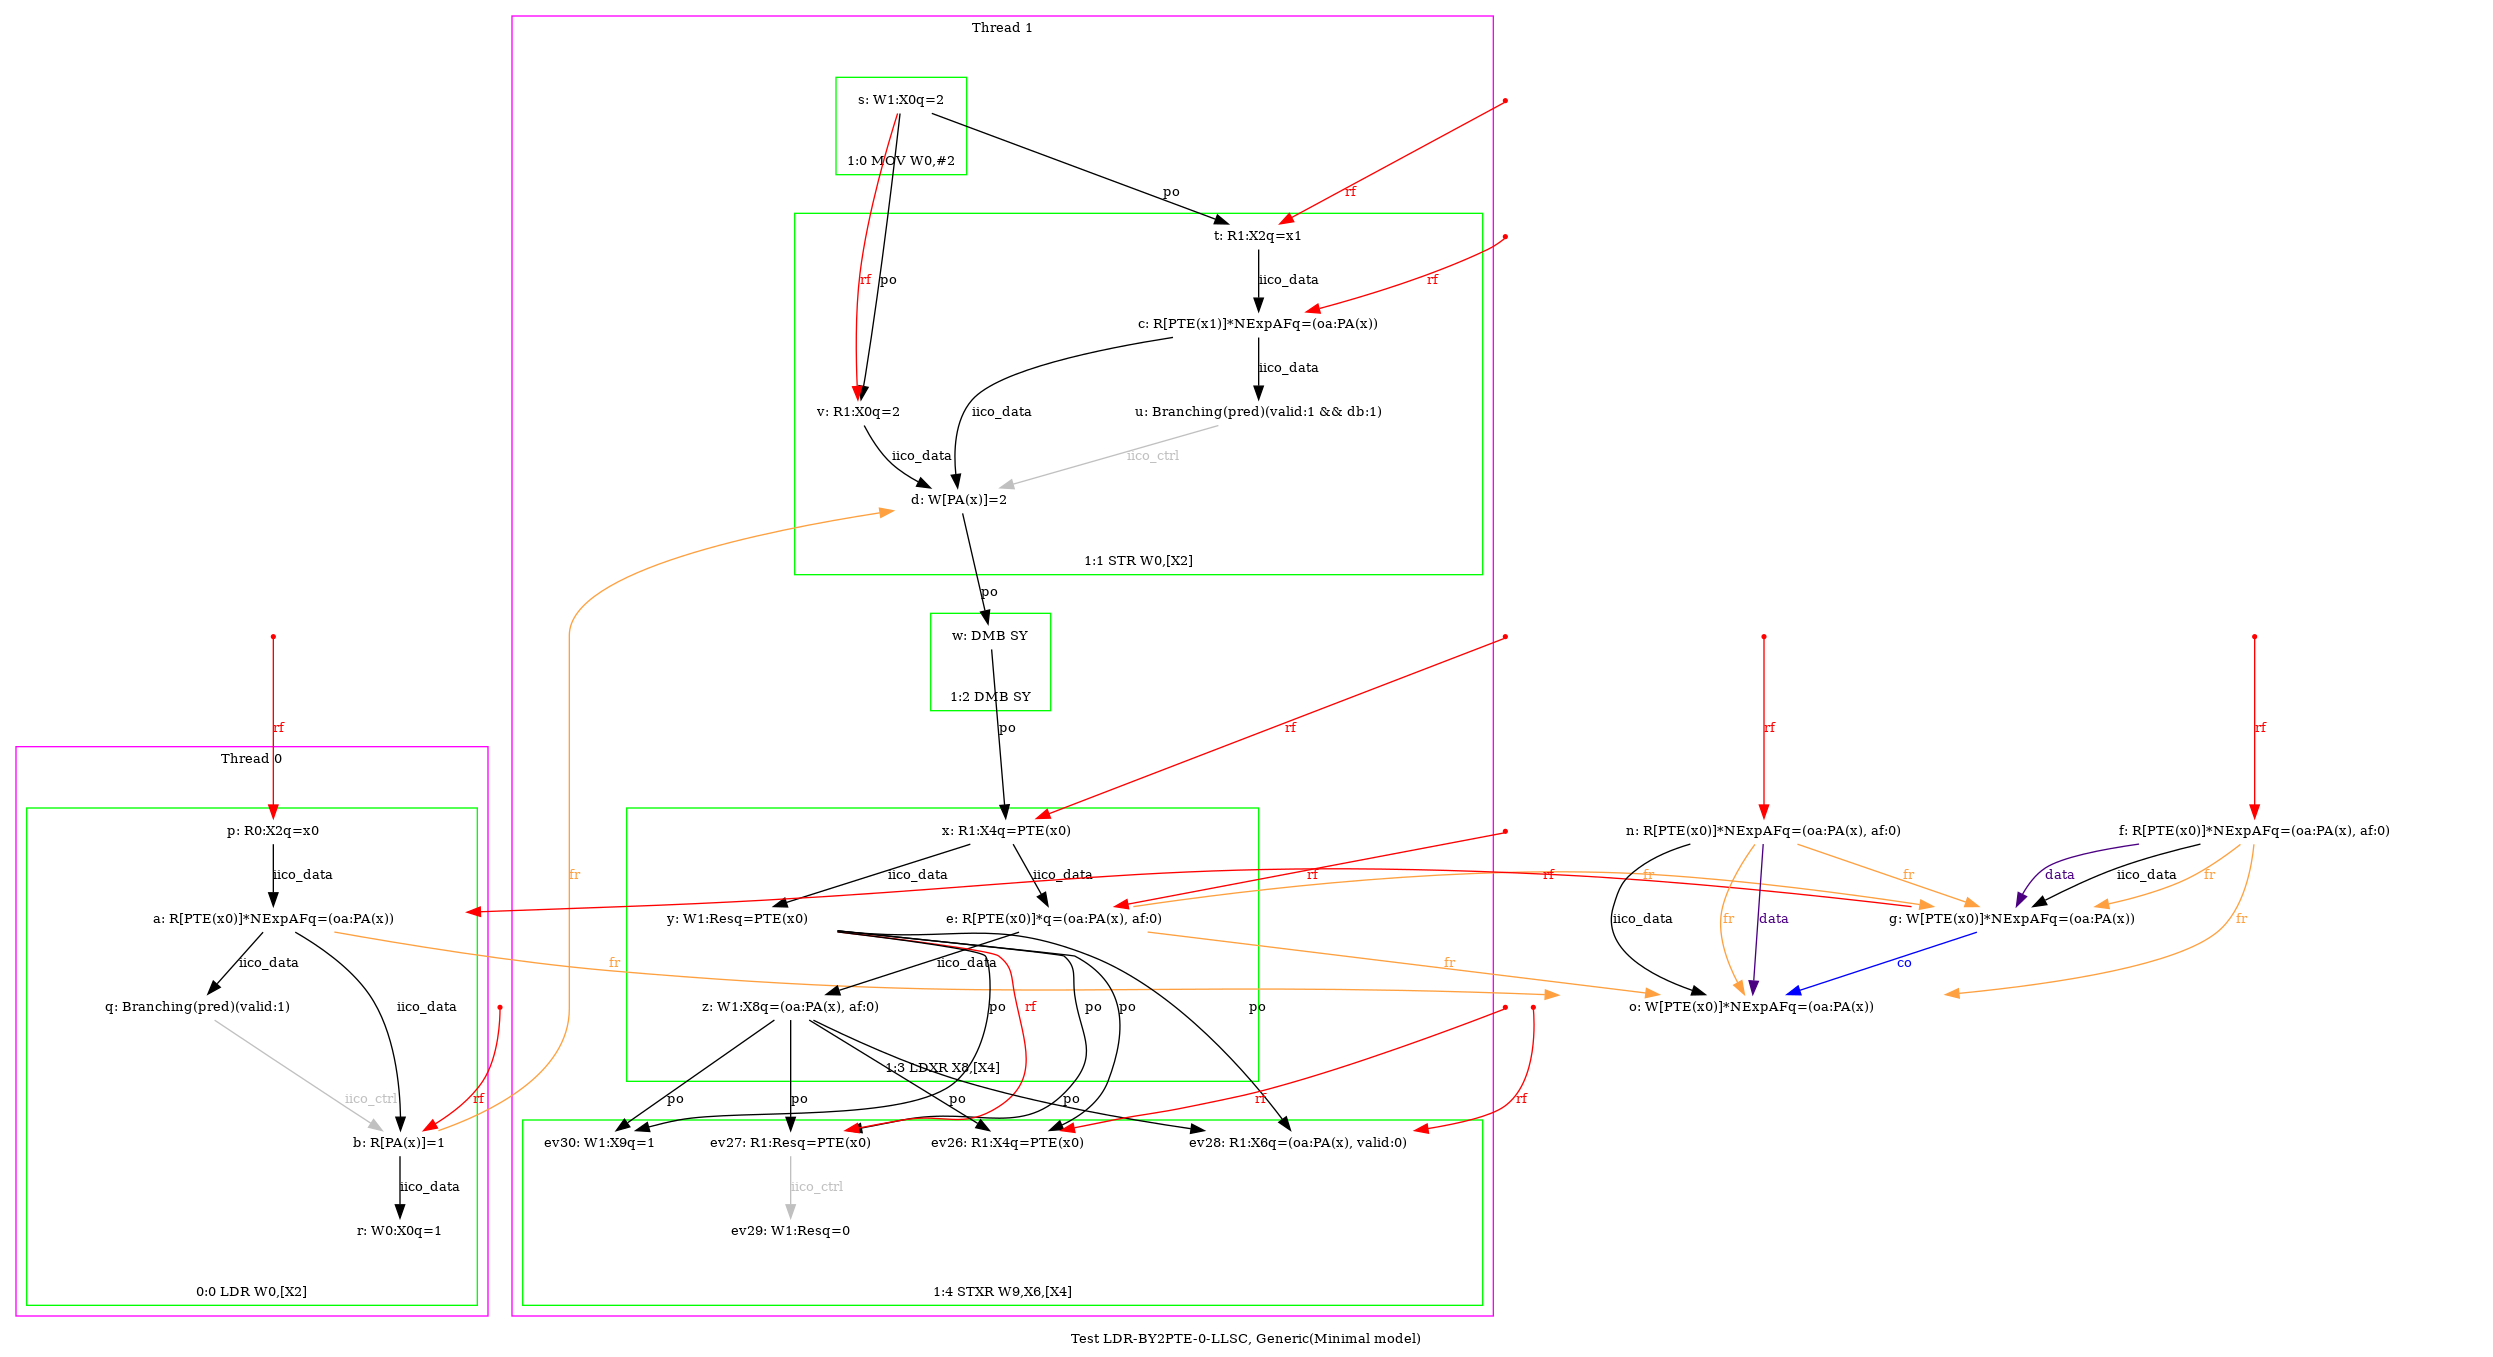 Thread 1
s: W1:X0q=2
1:0 MOV W0,#2
po
rf
t: R1:X2q=x1
rf
po
iico_data
rf
c: R[PTE(x1)]*NExpAFq=(oa:PA(x))
iico_data
v: R1:X0q=2
iico_data
u: Branching(pred)(valid:1 && db:1)
iico_data
iico_ctrl
d: W[PA(x)]=2
1:1 STR W0,[X2]
po
w: DMB SY
1:2 DMB SY
rf
po
rf
rf
rf
Thread 0
p: R0:X2q=x0
x: R1:X4q=PTE(x0)
n: R[PTE(x0)]*NExpAFq=(oa:PA(x), af:0)
f: R[PTE(x0)]*NExpAFq=(oa:PA(x), af:0)
iico_data
fr
iico_data
iico_data
rf
fr
rf
fr
data
iico_data
fr
a: R[PTE(x0)]*NExpAFq=(oa:PA(x))
y: W1:Resq=PTE(x0)
e: R[PTE(x0)]*q=(oa:PA(x), af:0)
iico_data
fr
data
g: W[PTE(x0)]*NExpAFq=(oa:PA(x))
fr
iico_data
fr
iico_data
fr
co
q: Branching(pred)(valid:1)
iico_data
z: W1:X8q=(oa:PA(x), af:0)
po
rf
po
po
po
o: W[PTE(x0)]*NExpAFq=(oa:PA(x))
1:3 LDXR X8,[X4]
iico_ctrl
rf
po
po
po
po
rf
rf
b: R[PA(x)]=1
ev30: W1:X9q=1
ev27: R1:Resq=PTE(x0)
ev26: R1:X4q=PTE(x0)
ev28: R1:X6q=(oa:PA(x), valid:0)
iico_data
iico_ctrl
r: W0:X0q=1
ev29: W1:Resq=0
0:0 LDR W0,[X2]
1:4 STXR W9,X6,[X4]
Test LDR-BY2PTE-0-LLSC, Generic(Minimal model)